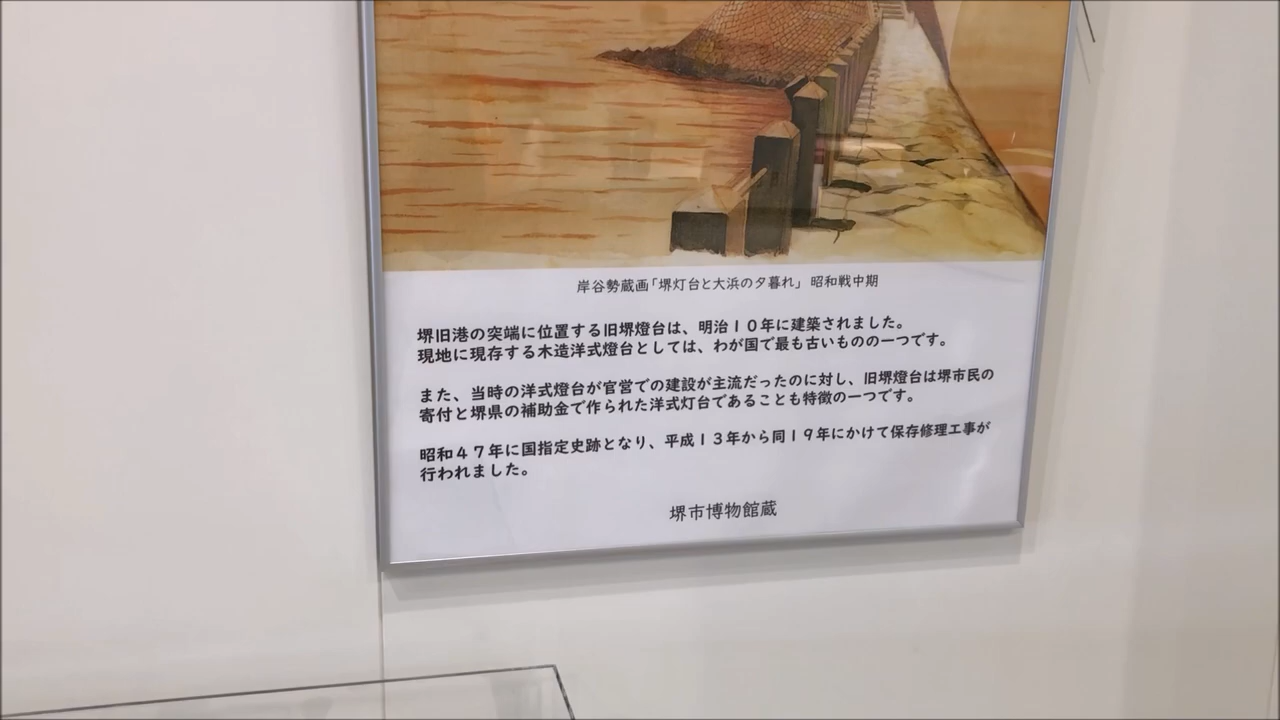 岸谷勢蔵画「堺灯台と大浜の夕暮れ」 昭和戦中期
堺旧港の突端に位置する旧堺燈台は、明治１０年に建築されました。
現地に現存する木造洋式燈台としては、わが国で最も古いものの一つです。
また、当時の洋式燈台が官営での建設が主流だったのに対し、旧堺燈台は堺市民の
寄付と堺県の補助金で作られた洋式灯台であることも特徴の一つです。
昭和４７年に国指定史跡となり、平成１３年から同１９年にかけて保存修理工事が
行われました。
堺市博物館蔵